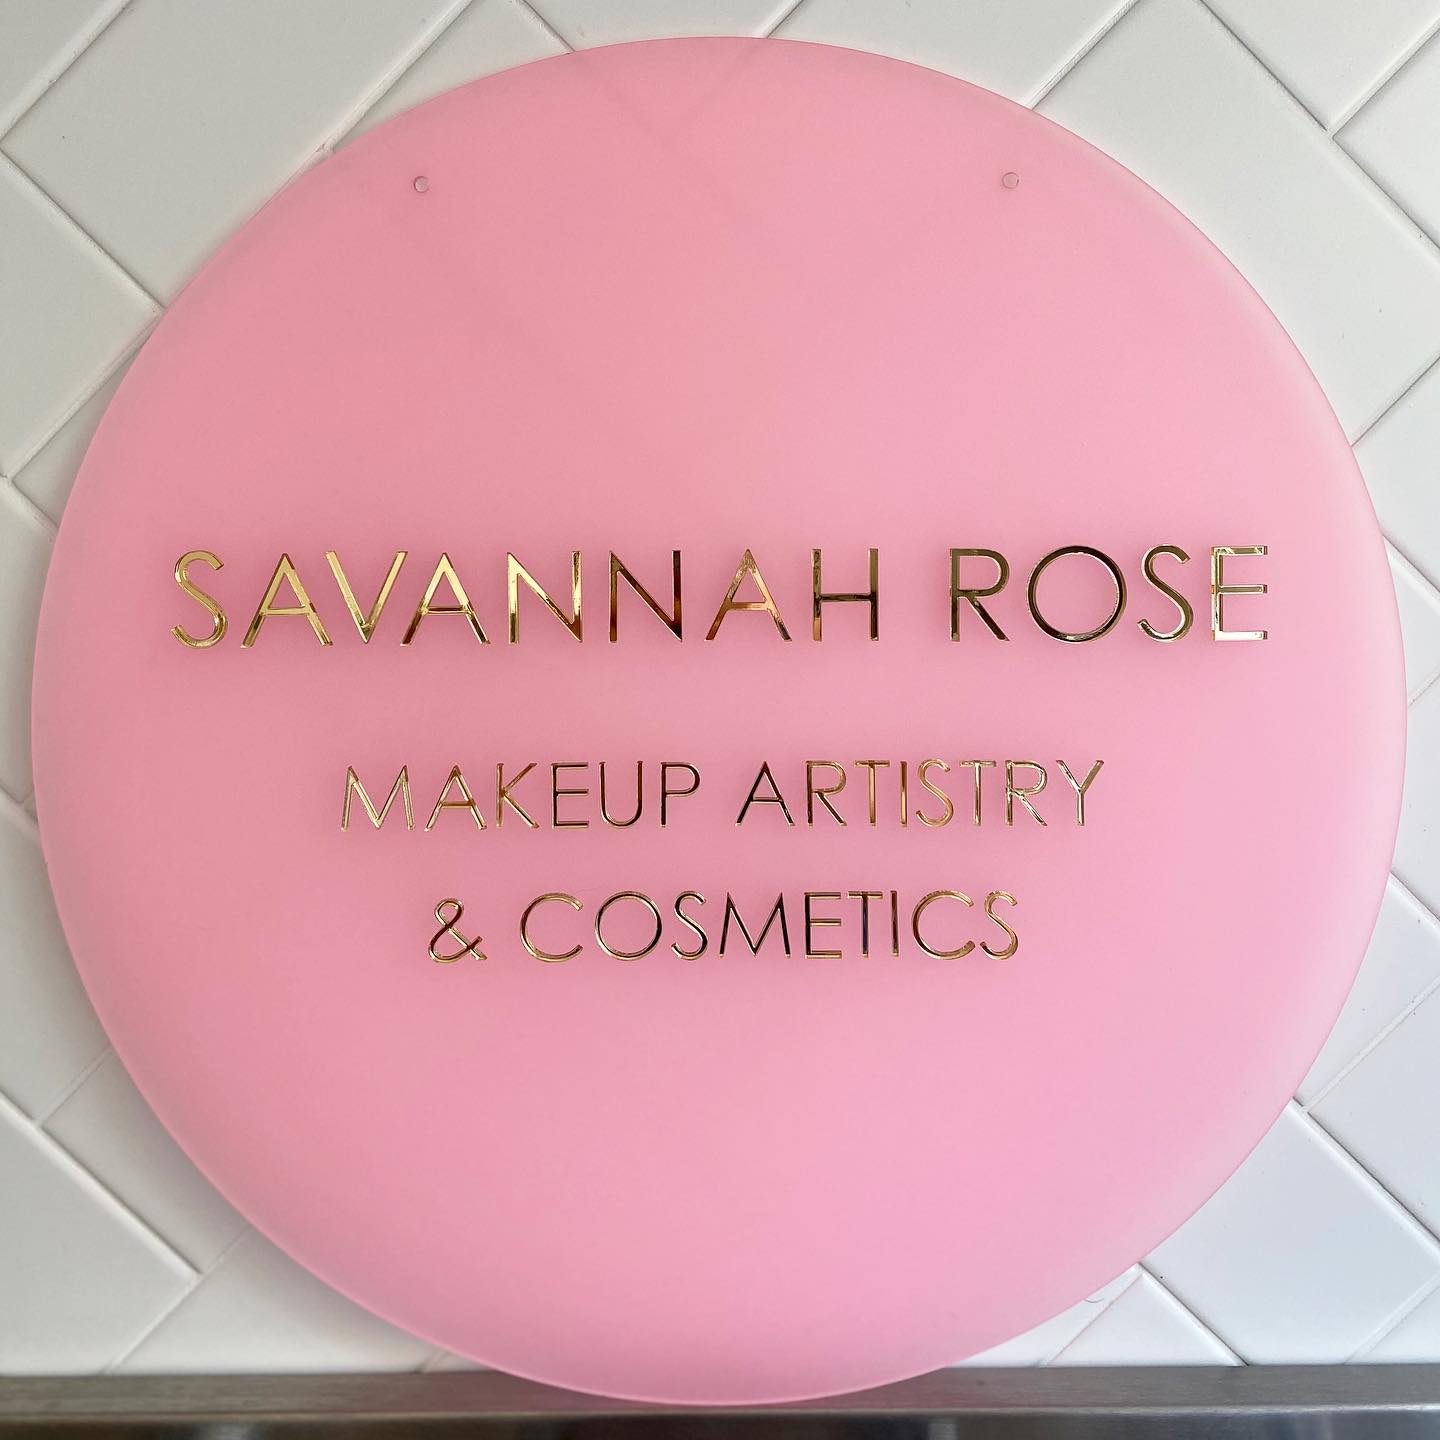 SAVANNAH ROSE
MAKEUP ARTISTRY
& COSMETICS